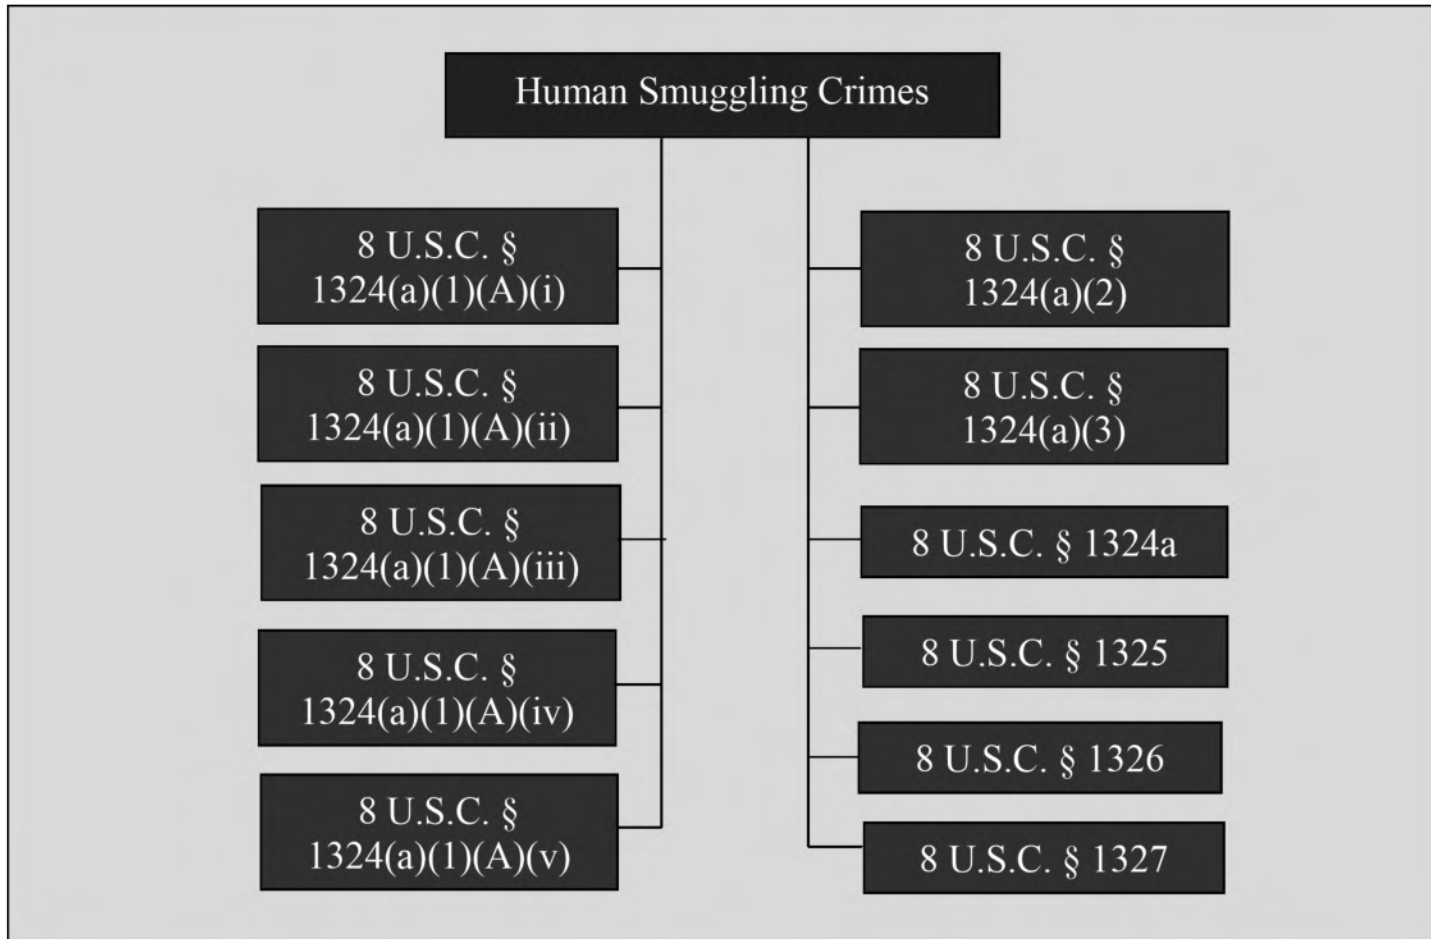 Human Smuggling Crimes
8 U.S.C. §
1324(a)(1)(A)(i)
8 U.S.C. §
1324(a)(1)(A)(ii)
8 U.S.C. §
1324(a)(1)(A)(iii)
8 U.S.C. §
1324(a)(1)(A)(iv)
8 U.S.C. §
1324(a)(1)(A)(v)
8 U.S.C. §
1324(a)(2)
8 U.S.C. §
1324(a)(3)
8 U.S.C. § 1324a
8 U.S.C. § 1325
8 U.S.C. § 1326
8 U.S.C. § 1327